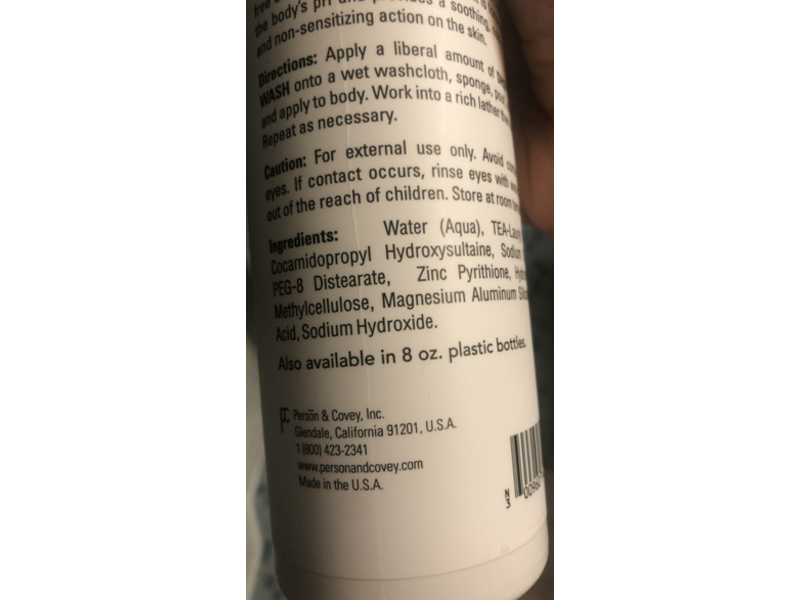 the body's pH and provides a soothing,
and non-sensitizing action on the skin.
Directions: Apply a liberal amount of
WASH onto a wet washcloth, sponge,
and apply to body. Work into a rich lather
Repeat as necessary.
Caution: For external use only. Avoid
eyes. If contact occurs, rinse eyes with
out of the reach of children. Store at room
Ingredients: Water (Aqua), TEA-
Cocamidopropyl Hydroxysultaine, Sodium
PEG-8 Distearate, Zinc Pyrithione,
Methylcellulose, Magnesium Aluminum
Acid, Sodium Hydroxide.
Also available in 8 oz. plastic bottles.
PC Person & Covey, Inc.
Glendale, California 91201, U.S.A.
1 (800) 423-2341
www.personandcovey.com
Made in the U.S.A.
N
3
0096